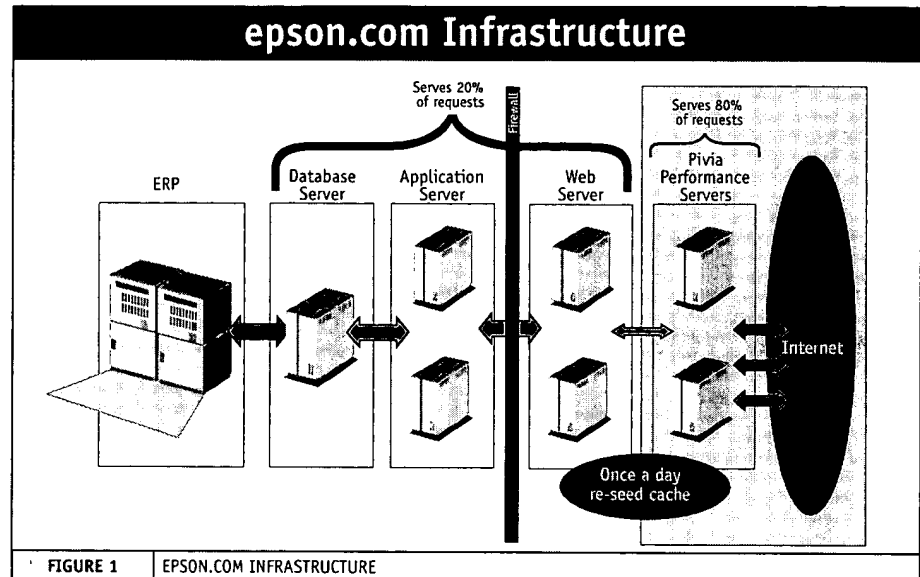 epson.com Infrastructure
Serves 20%
of requests
Firewall
Serves 80%
of requests
ERP
Database
Server
Application
Server
Web
Server
Pivia
Performance
Servers
Internet
Once a day
re-seed cache
FIGURE 1
EPSON.COM INFRASTRUCTURE